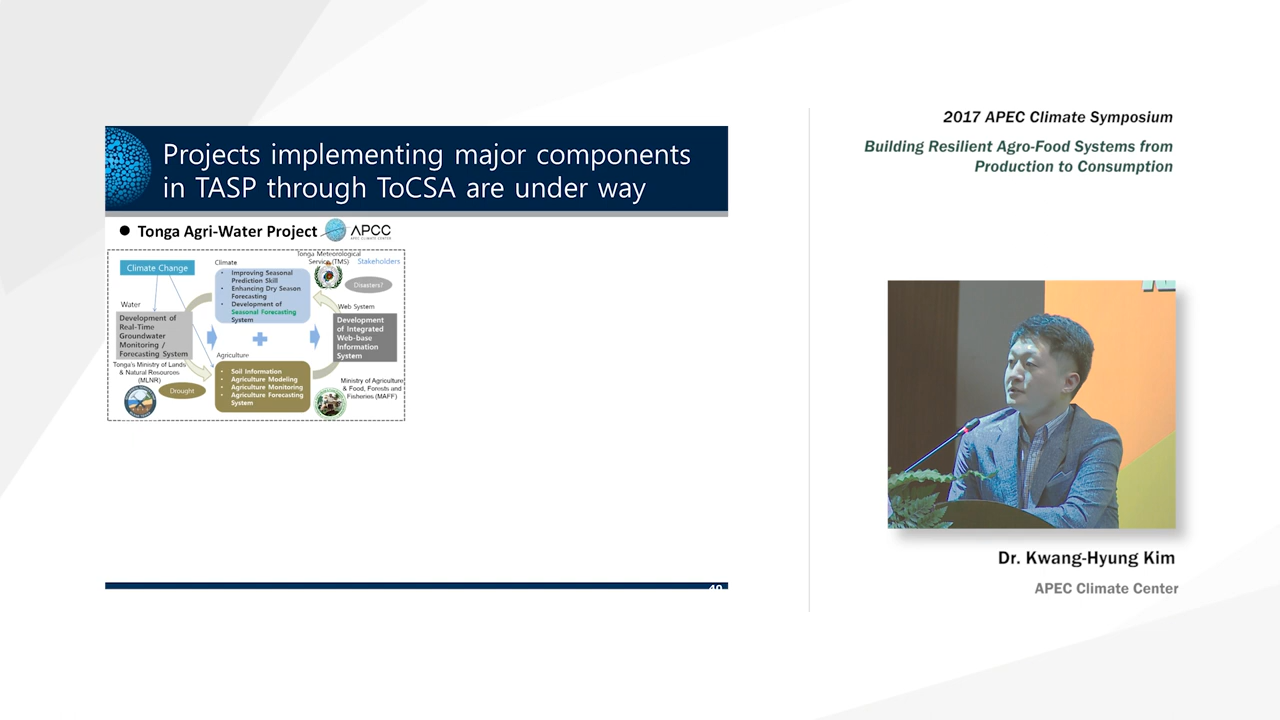 2017 APEC Climate Symposium
Building Resilient Agro-Food Systems from
Production to Consumption
Projects implementing major components
in TASP through ToCSA are under way
● Tonga Agri-Water Project
APCC
APEC CLIMATE CENTER
Climate Change
Climate
• Improving Seasonal
Prediction Skill
• Enhancing Dry Season
Forecasting
• Development of
Seasonal Forecasting
System
Tonga Meteorological
Service (TMS)
Stakeholders
Disasters?
Water
Development of
Real-Time
Groundwater
Monitoring /
Forecasting System
Web System
Development
of Integrated
Web-base
Information
System
Agriculture
• Soil Information
• Agriculture Modeling
• Agriculture Monitoring
• Agriculture Forecasting
System
Tonga's Ministry of Lands
& Natural Resources
(MLNR)
Drought
Ministry of Agriculture
& Food, Forests and
Fisheries (MAFF)
Dr. Kwang-Hyung Kim
APEC Climate Center